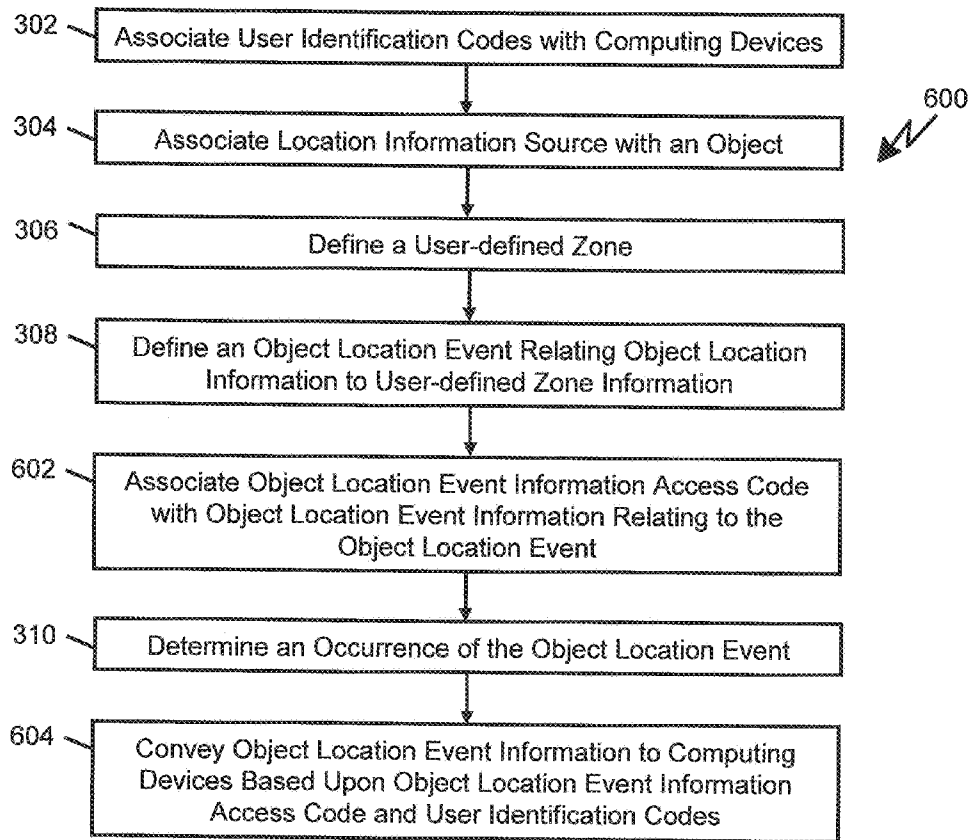 302
Associate User Identification Codes with Computing Devices
600
304
Associate Location Information Source with an Object
306
Define a User-defined Zone
308
Define an Object Location Event Relating Object Location
Information to User-defined Zone Information
602
Associate Object Location Event Information Access Code
with Object Location Event Information Relating to the
Object Location Event
310
Determine an Occurrence of the Object Location Event
604
Convey Object Location Event Information to Computing
Devices Based Upon Object Location Event Information
Access Code and User Identification Codes